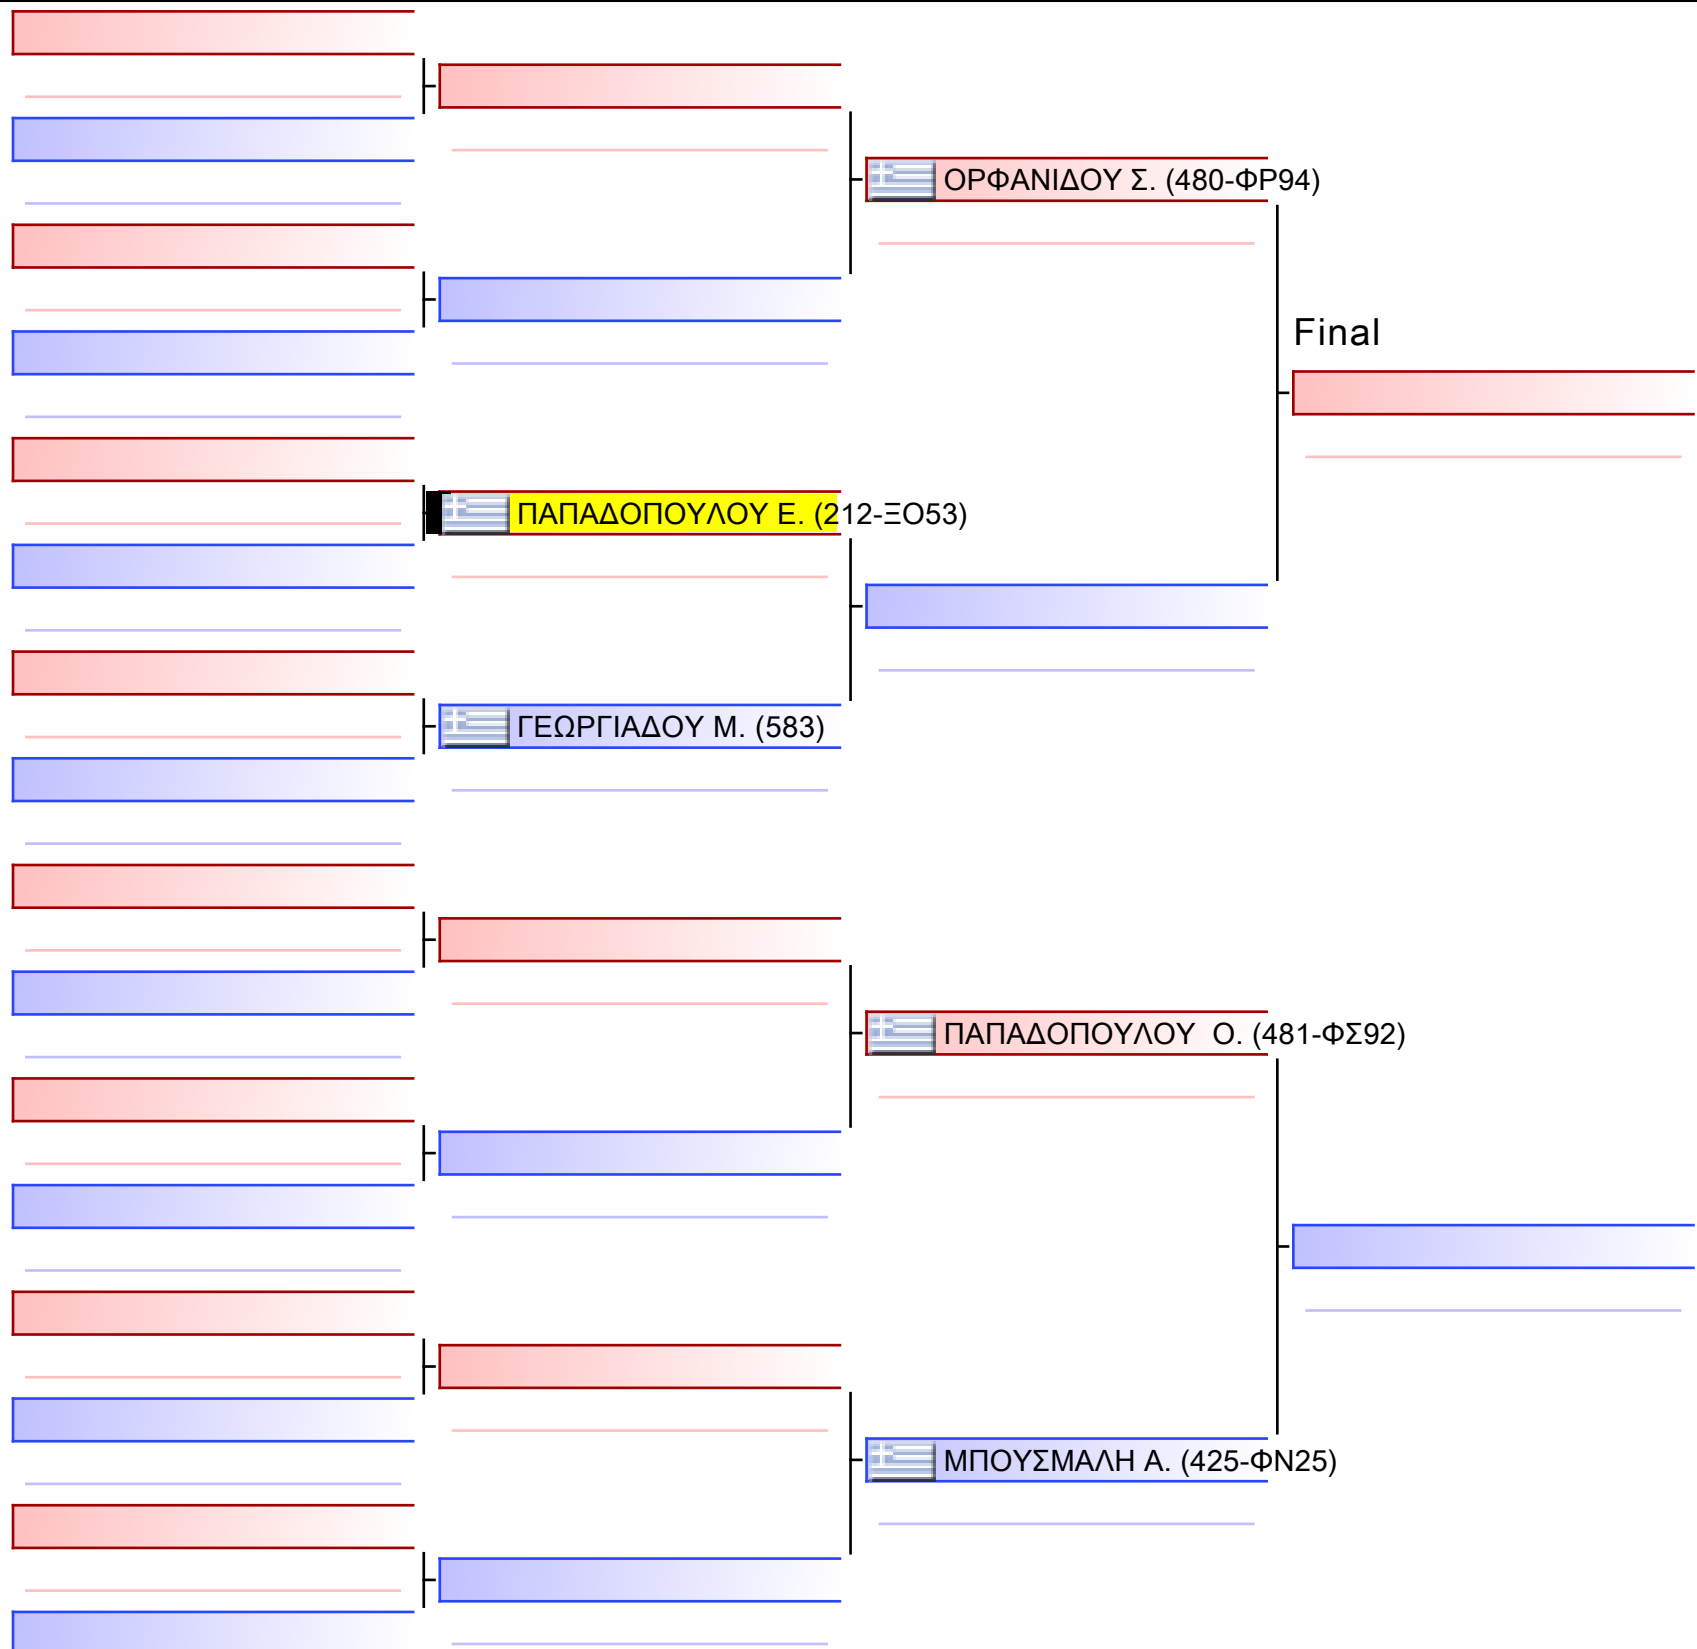 ΟΡΦΑΝΙΔΟΥ Σ. (480-ΦΡ94)
Final
ΠΑΠΑΔΟΠΟΥΛΟΥ Ε. (212-ΞΟ53)
ΓΕΩΡΓΙΑΔΟΥ Μ. (583)
ΠΑΠΑΔΟΠΟΥΛΟΥ  Ο. (481-ΦΣ92)
ΜΠΟΥΣΜΑΛΗ Α. (425-ΦΝ25)